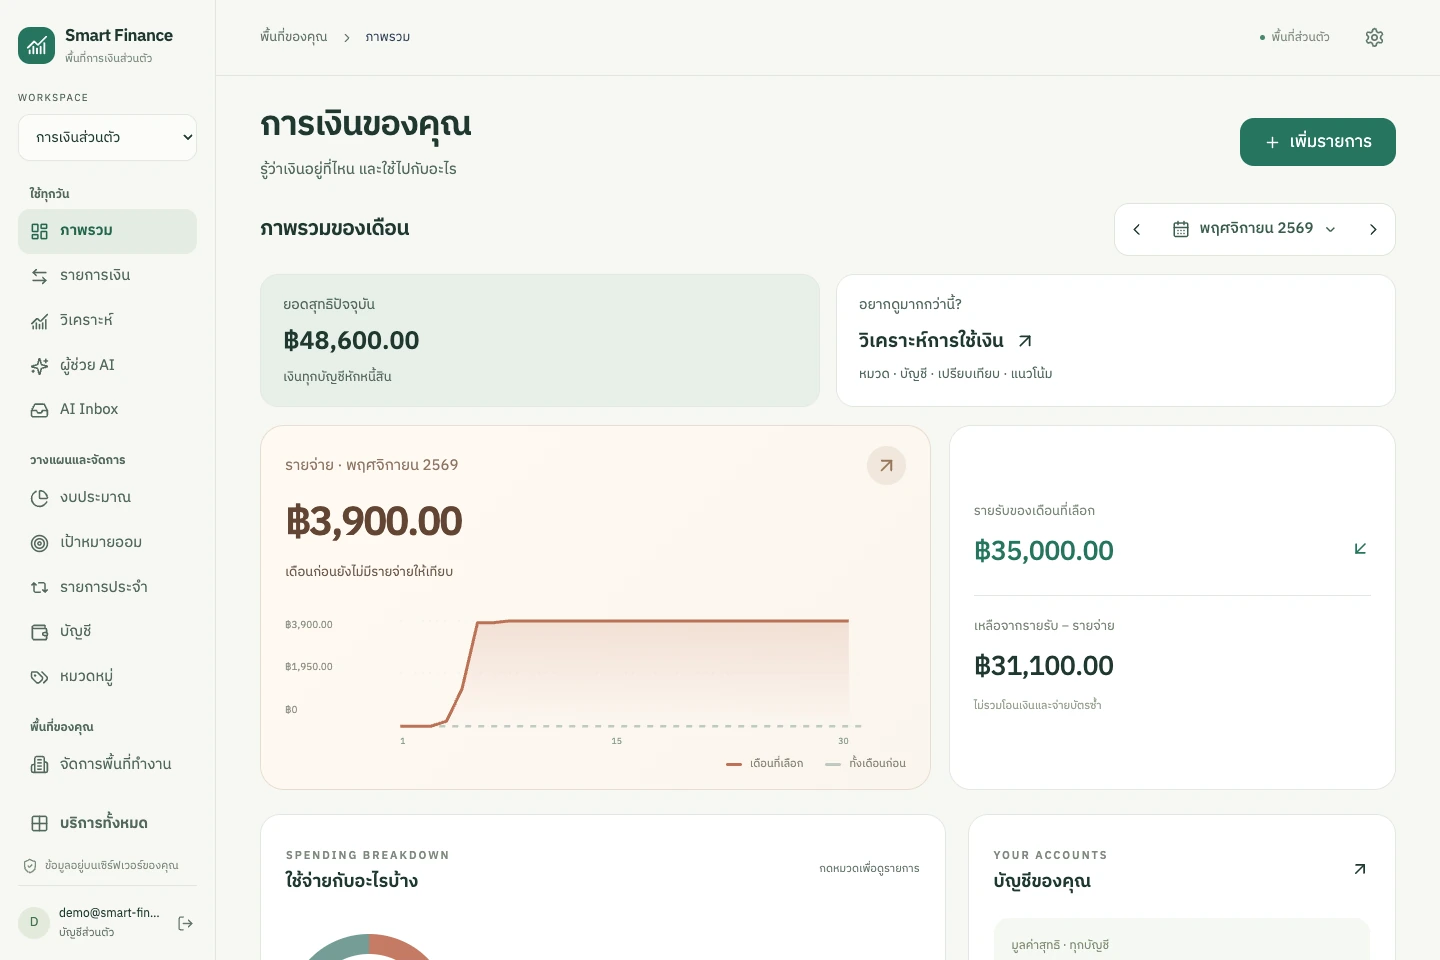 Smart Finance
พื้นที่การเงินส่วนตัว
WORKSPACE
การเงินส่วนตัว
ใช้ทุกวัน
ภาพรวม
รายการเงิน
วิเคราะห์
ผู้ช่วย AI
AI Inbox
วางแผนและจัดการ
งบประมาณ
เป้าหมายออม
รายการประจำ
บัญชี
หมวดหมู่
พื้นที่ของคุณ
จัดการพื้นที่ทำงาน
บริการทั้งหมด
ข้อมูลอยู่บนเซิร์ฟเวอร์ของคุณ
D
demo@smart-fin...
บัญชีส่วนตัว
พื้นที่ของคุณ
ภาพรวม
พื้นที่ส่วนตัว
การเงินของคุณ
รู้ว่าเงินอยู่ที่ไหน และใช้ไปกับอะไร
เพิ่มรายการ
ภาพรวมของเดือน
พฤศจิกายน 2569
ยอดสุทธิปัจจุบัน
฿48,600.00
เงินทุกบัญชีหักหนี้สิน
อยากดูมากกว่านี้?
วิเคราะห์การใช้เงิน
หมวด · บัญชี · เปรียบเทียบ · แนวโน้ม
รายจ่าย · พฤศจิกายน 2569
฿3,900.00
เดือนก่อนยังไม่มีรายจ่ายให้เทียบ
฿3,900.00
฿1,950.00
฿0
1
15
30
เดือนที่เลือก
ทั้งเดือนก่อน
รายรับของเดือนที่เลือก
฿35,000.00
เหลือจากรายรับ – รายจ่าย
฿31,100.00
ไม่รวมโอนเงินและจ่ายบัตรซ้ำ
SPENDING BREAKDOWN
ใช้จ่ายกับอะไรบ้าง
กดหมวดเพื่อดูรายการ
YOUR ACCOUNTS
บัญชีของคุณ
มูลค่าสุทธิ · ทุกบัญชี